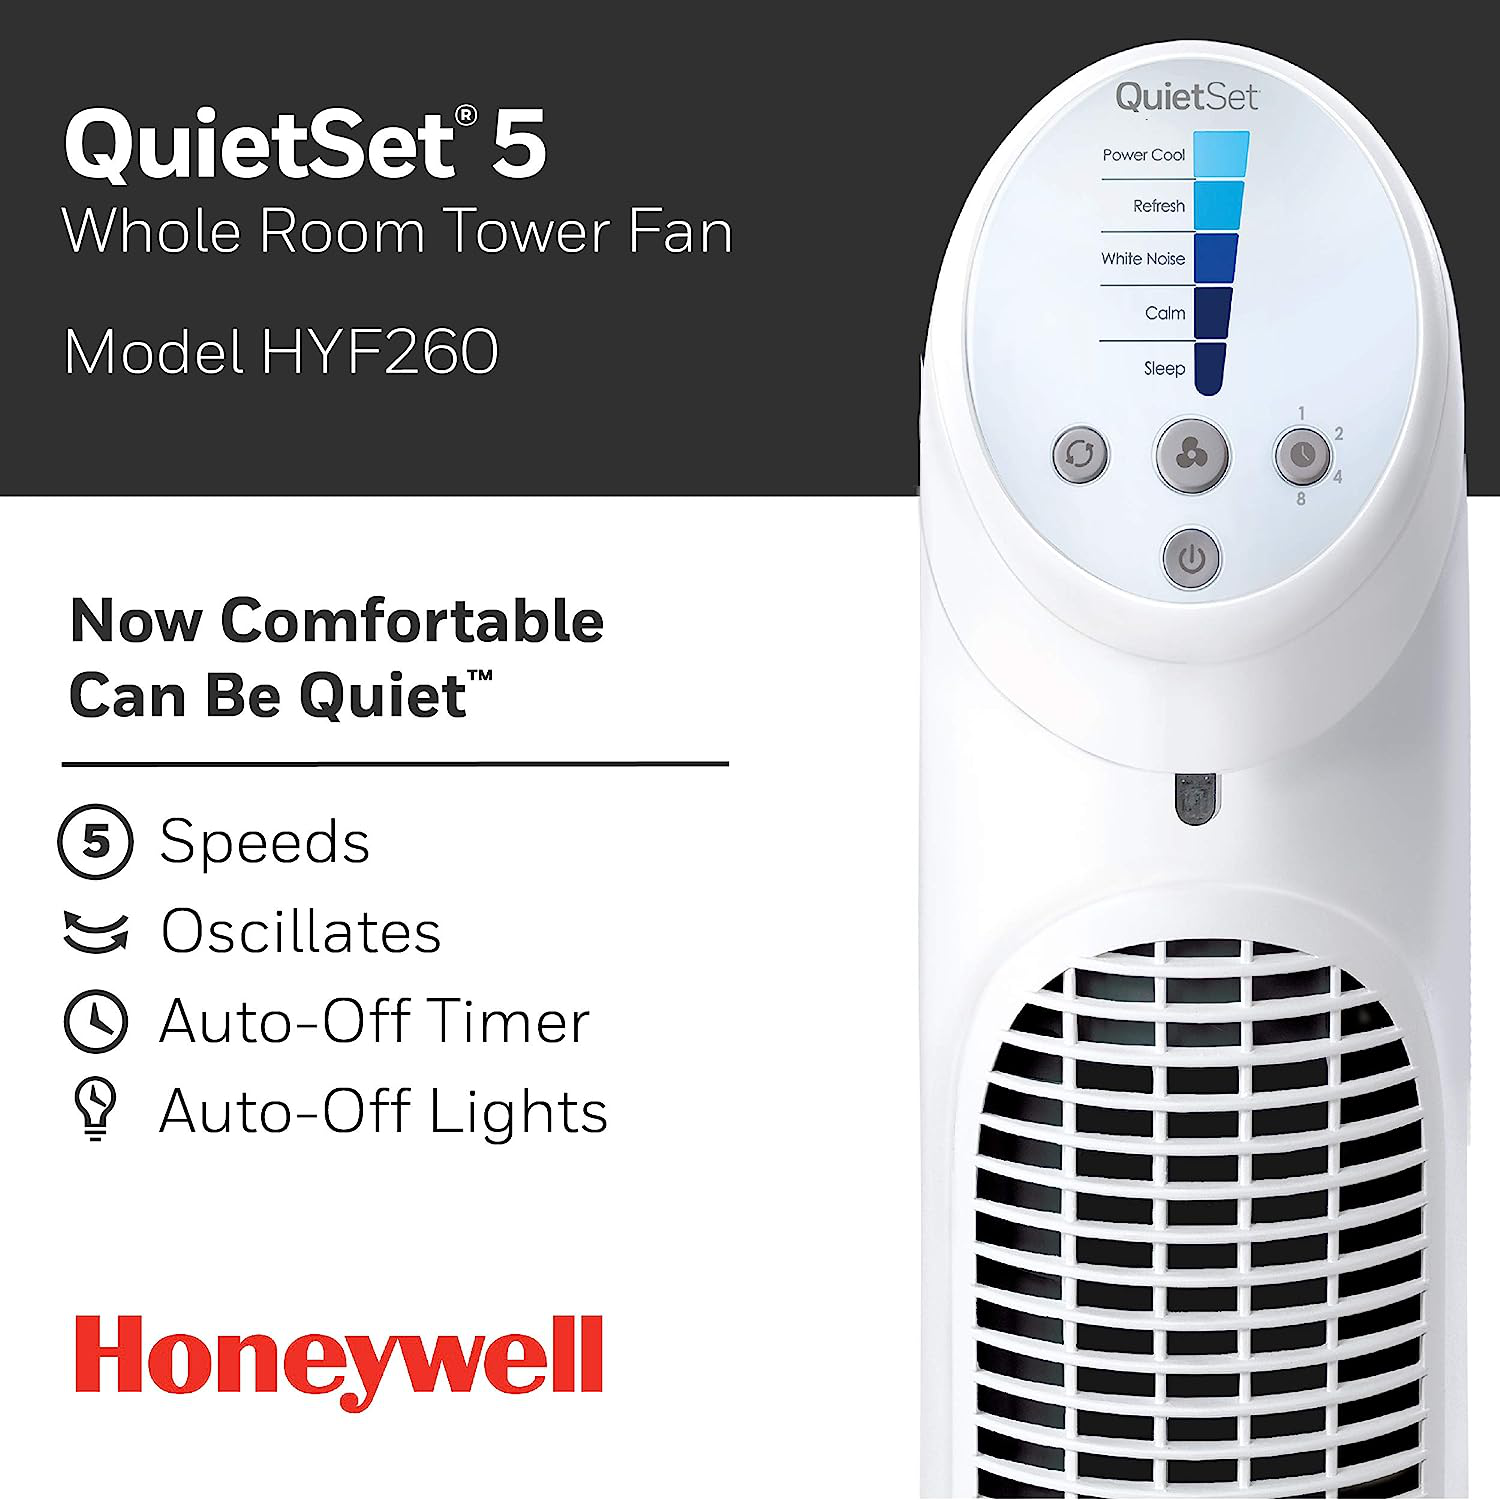 QuietSet® 5
Whole Room Tower Fan
Model HYF260
Now Comfortable
Can Be Quiet™
5 Speeds
Oscillates
Auto-Off Timer
Auto-Off Lights
Honeywell
QuietSet
Power Cool
Refresh
White Noise
Calm
Sleep
1
2
4
8